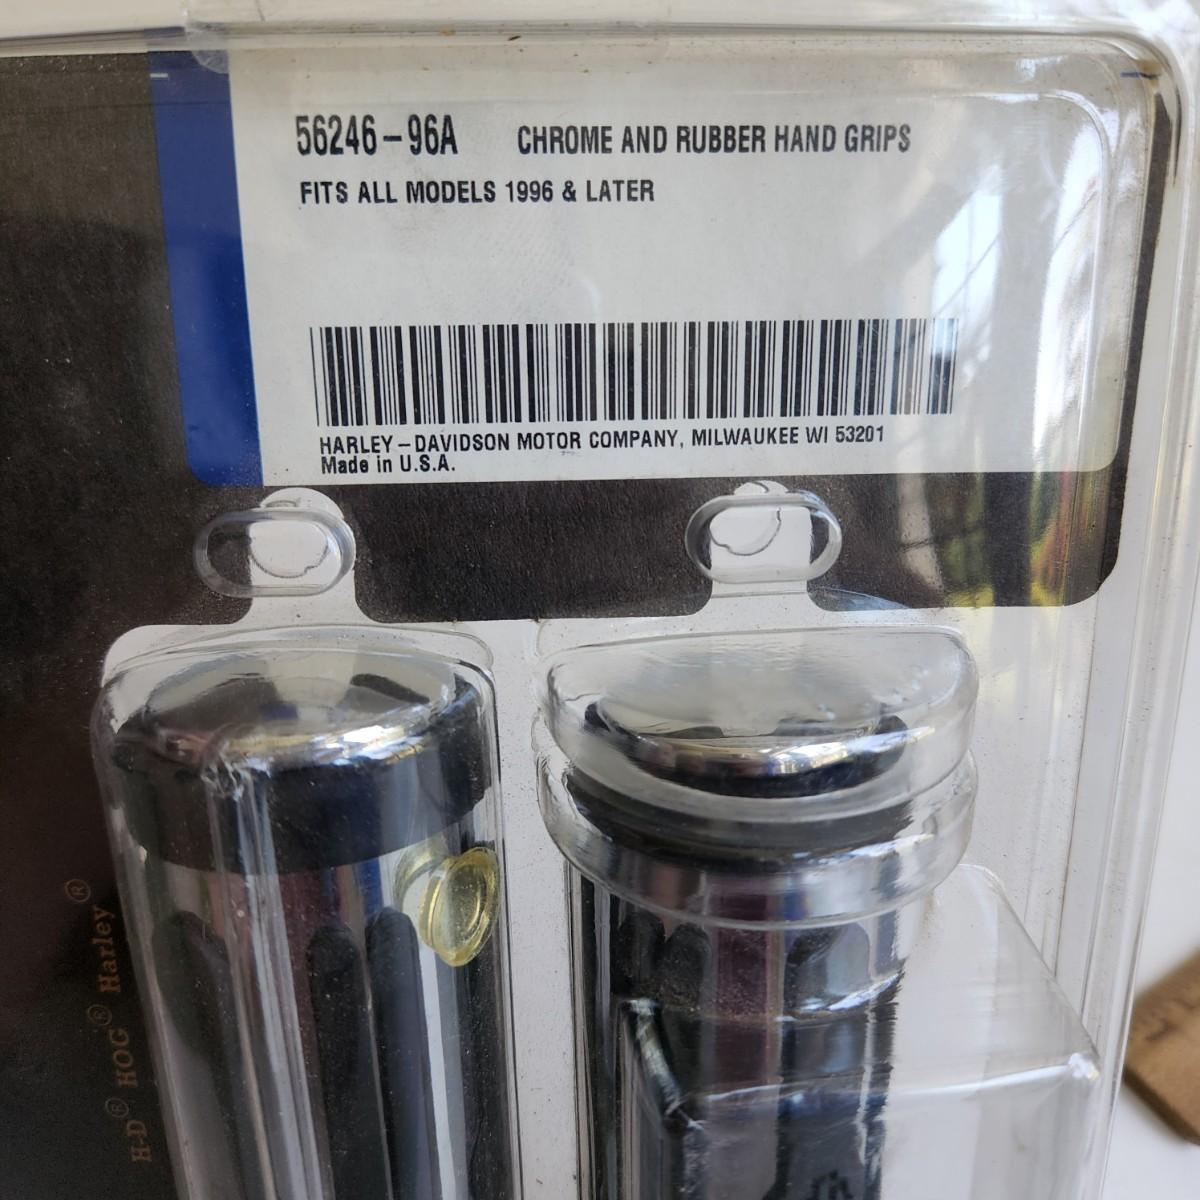 56246-96A CHROME AND RUBBER HAND GRIPS
FITS ALL MODELS 1996 & LATER
HARLEY-DAVIDSON MOTOR COMPANY, MILWAUKEE WI 53201
Made in U.S.A.
H-D® HOG® Harley®